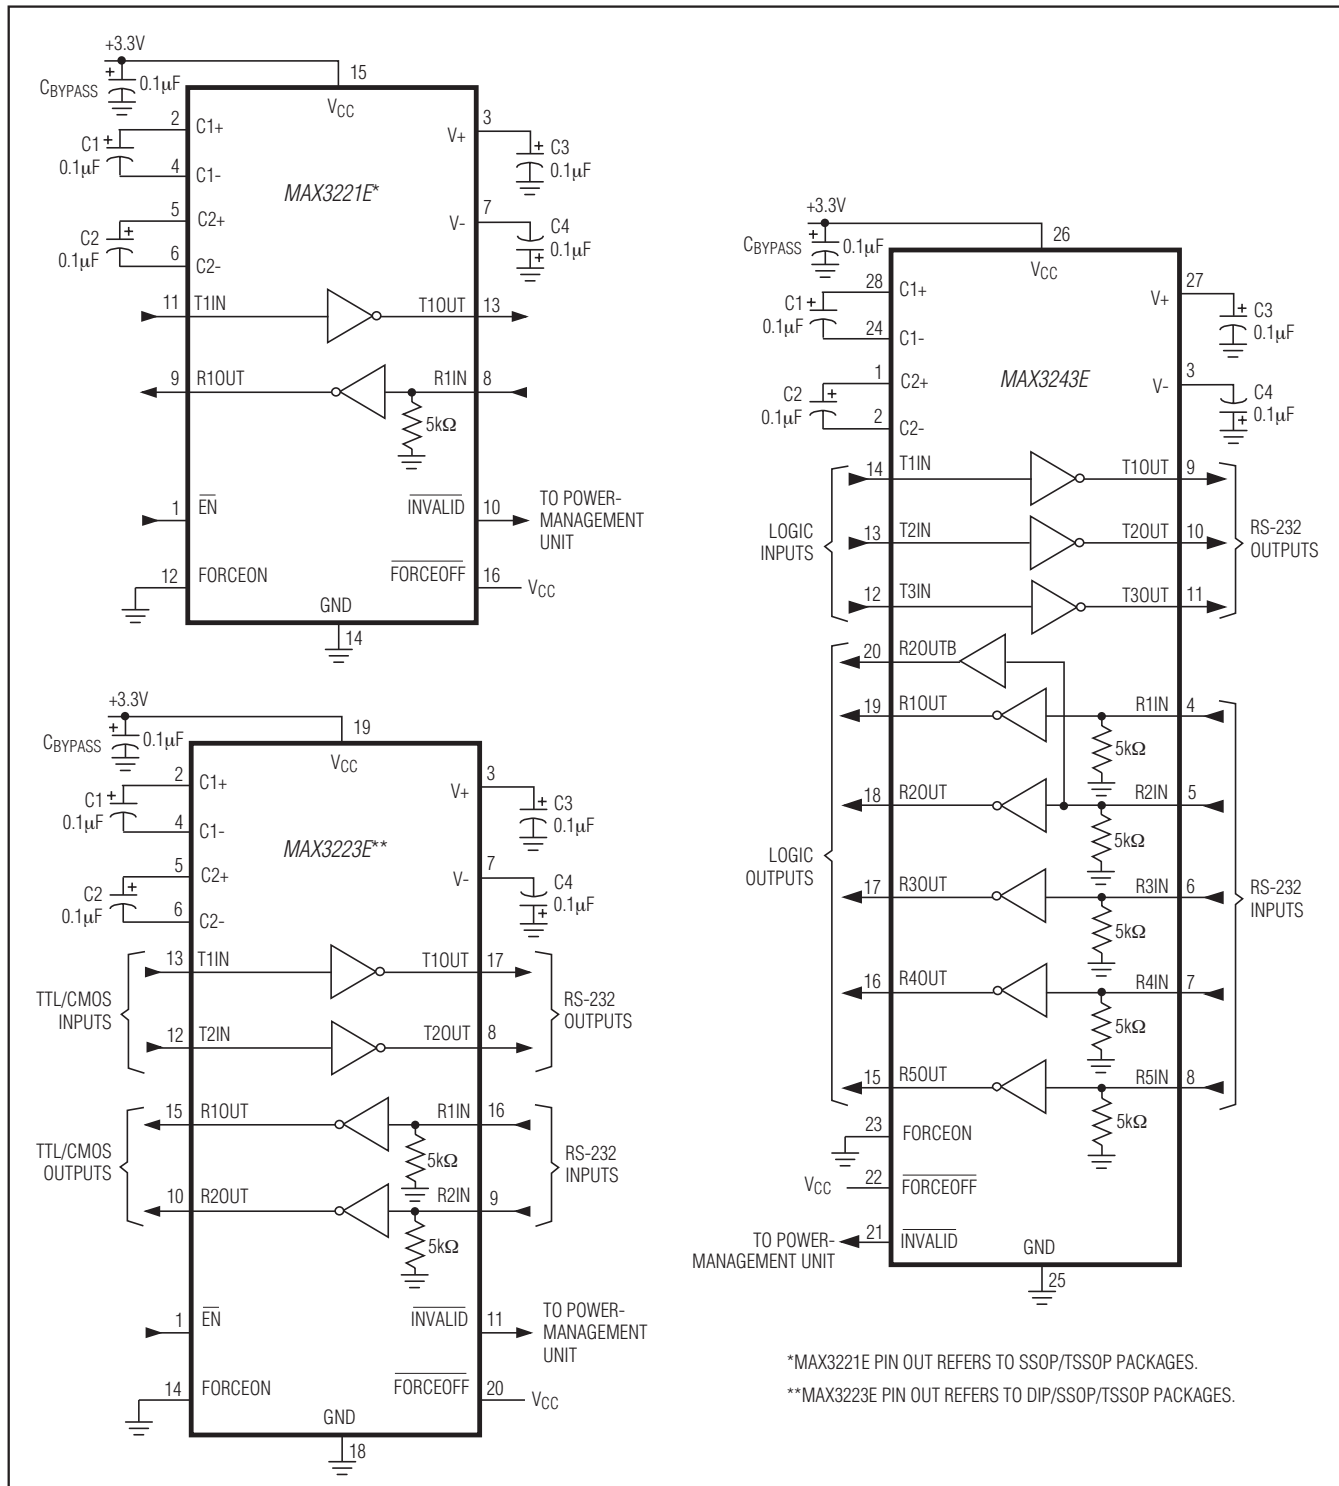 +3.3V
CBYPASS
+
0.1μF
15
VCC
2 C1+
C1 +
0.1μF
4 C1-
5 C2+
C2 +
0.1μF
6 C2-
MAX3221E*
V+ 3
+ C3
0.1μF
V- 7
C4
0.1μF
+
11 T1IN T1OUT 13
9 R1OUT R1IN 8
5kΩ
1 EN
INVALID 10
TO POWER-
MANAGEMENT
UNIT
12 FORCEON
FORCEOFF 16 VCC
GND
14
+3.3V
CBYPASS
+
0.1μF
19
VCC
2 C1+
C1 +
0.1μF
4 C1-
5 C2+
C2 +
0.1μF
6 C2-
MAX3223E**
V+ 3
+ C3
0.1μF
V- 7
C4
0.1μF
+
TTL/CMOS
INPUTS
13 T1IN T1OUT 17
12 T2IN T2OUT 8
RS-232
OUTPUTS
TTL/CMOS
OUTPUTS
15 R1OUT R1IN 16
5kΩ
10 R2OUT R2IN 9
5kΩ
RS-232
INPUTS
1 EN
INVALID 11
TO POWER-
MANAGEMENT
UNIT
14 FORCEON
FORCEOFF 20 VCC
GND
18
+3.3V
CBYPASS
+
0.1μF
26
VCC
28 C1+
C1 +
0.1μF
24 C1-
1 C2+
C2 +
0.1μF
2 C2-
MAX3243E
V+ 27
+ C3
0.1μF
V- 3
C4
0.1μF
+
LOGIC
INPUTS
14 T1IN T1OUT 9
13 T2IN T2OUT 10
12 T3IN T3OUT 11
RS-232
OUTPUTS
20 R2OUTB
19 R1OUT R1IN 4
5kΩ
18 R2OUT R2IN 5
5kΩ
LOGIC
OUTPUTS
17 R3OUT R3IN 6
5kΩ
RS-232
INPUTS
16 R4OUT R4IN 7
5kΩ
15 R5OUT R5IN 8
5kΩ
23 FORCEON
VCC 22 FORCEOFF
TO POWER-
MANAGEMENT UNIT
21 INVALID
GND
25
*MAX3221E PIN OUT REFERS TO SSOP/TSSOP PACKAGES.
**MAX3223E PIN OUT REFERS TO DIP/SSOP/TSSOP PACKAGES.